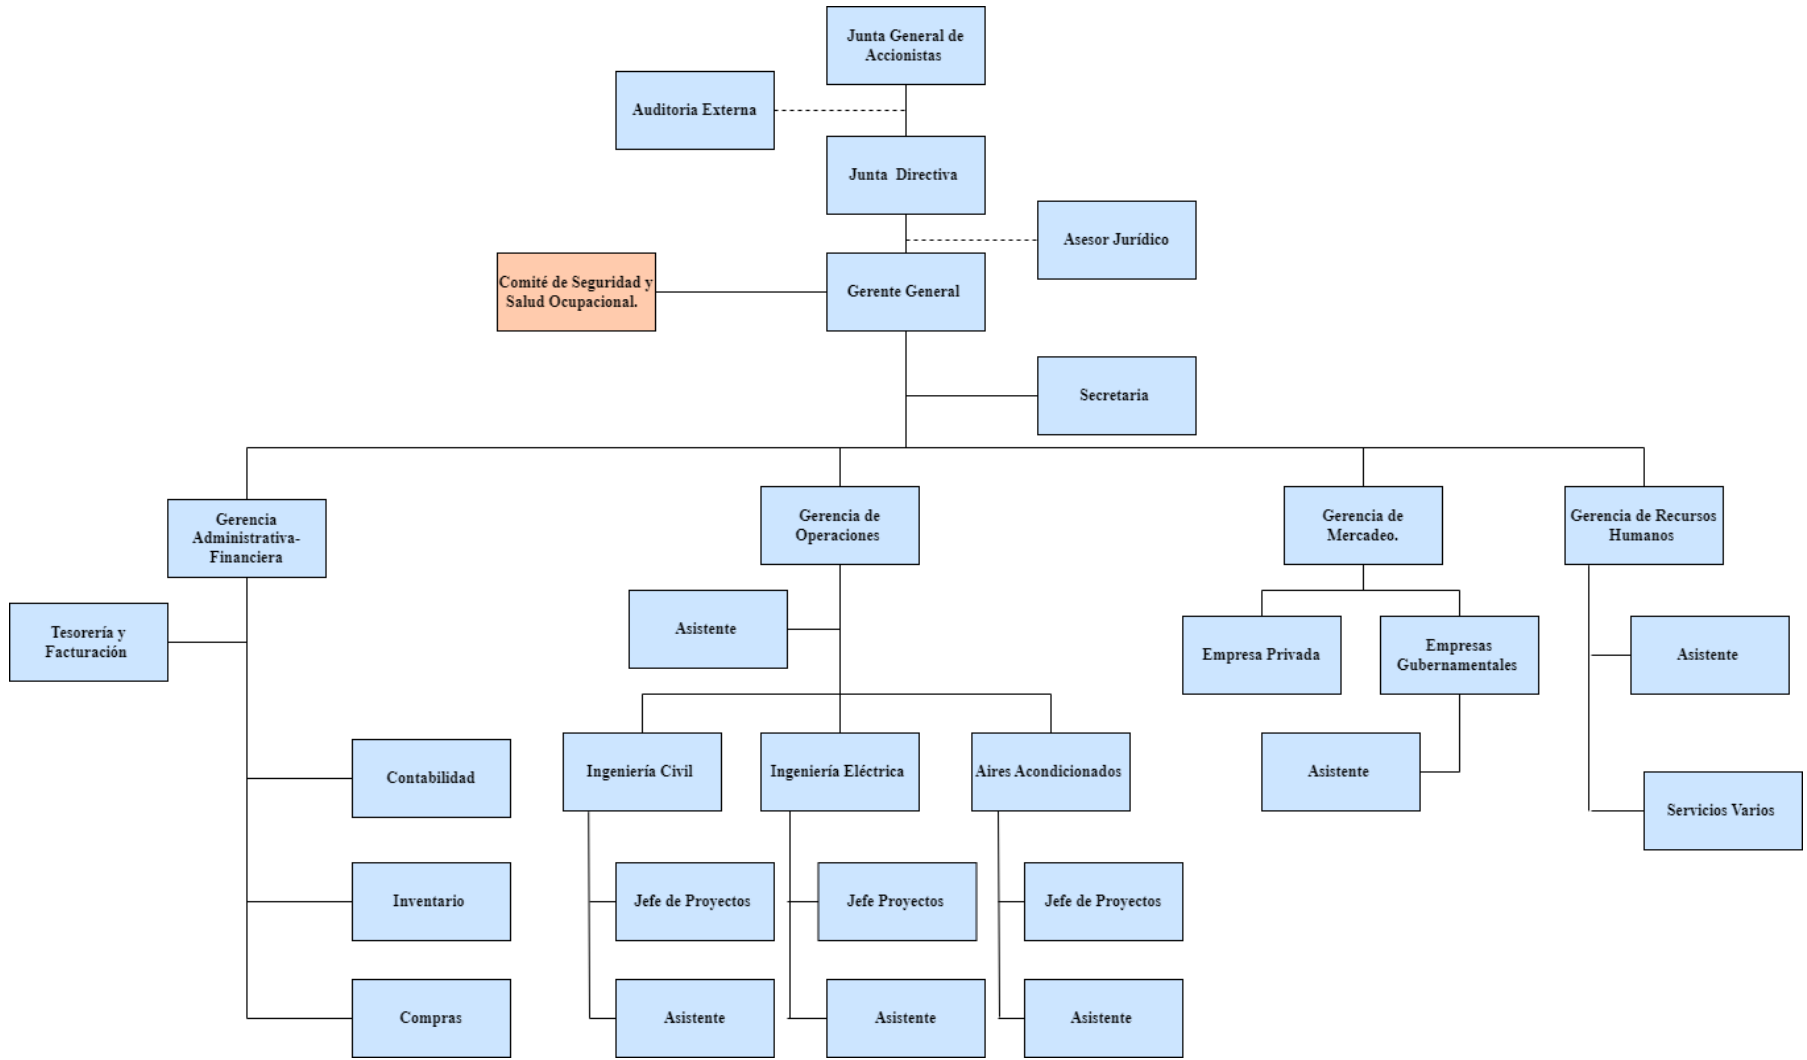 Junta General de
Accionistas
Auditoria Externa
Junta Directiva
Asesor Jurídico
Comité de Seguridad y
Salud Ocupacional.
Gerente General
Secretaria
Gerencia
Administrativa-
Financiera
Gerencia de
Operaciones
Gerencia de
Mercadeo.
Gerencia de Recursos
Humanos
Tesorería y
Facturación
Asistente
Empresa Privada
Empresas
Gubernamentales
Asistente
Contabilidad
Ingeniería Civil
Ingeniería Eléctrica
Aires Acondicionados
Asistente
Servicios Varios
Inventario
Jefe de Proyectos
Jefe Proyectos
Jefe de Proyectos
Compras
Asistente
Asistente
Asistente